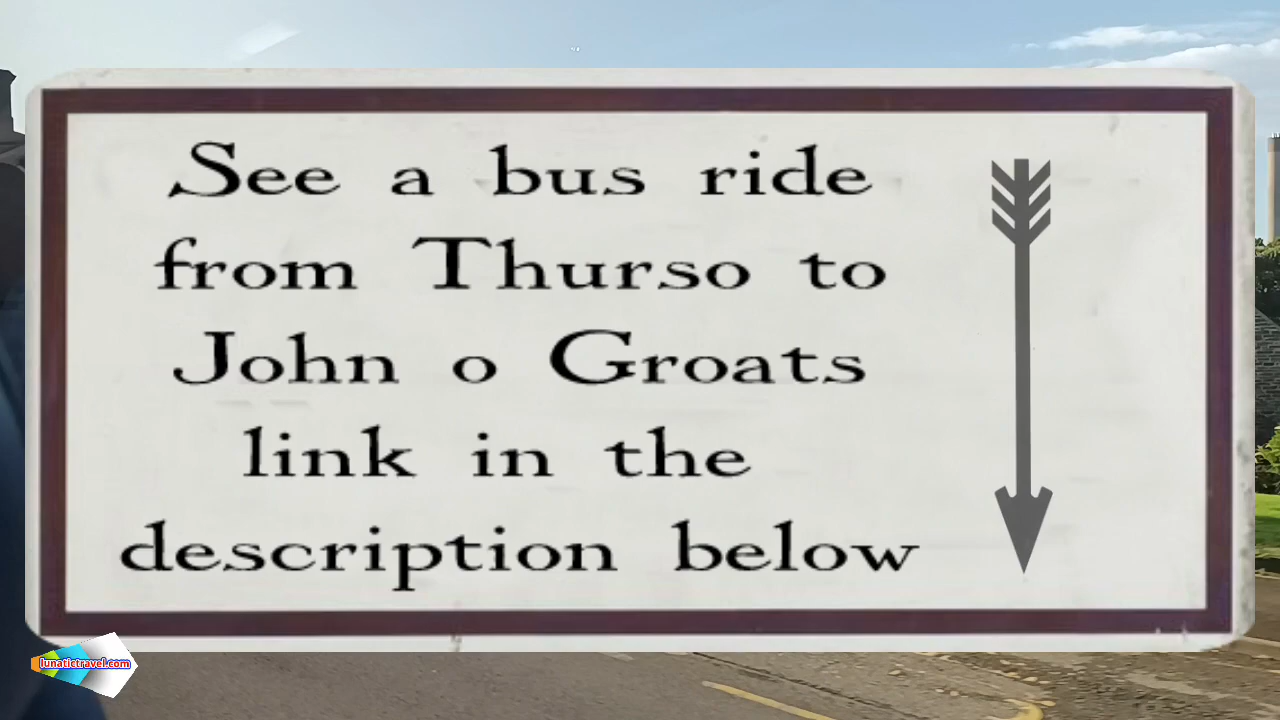 See a bus ride
from Thurso to
John o Groats
link in the
description below
lunatictravel.com